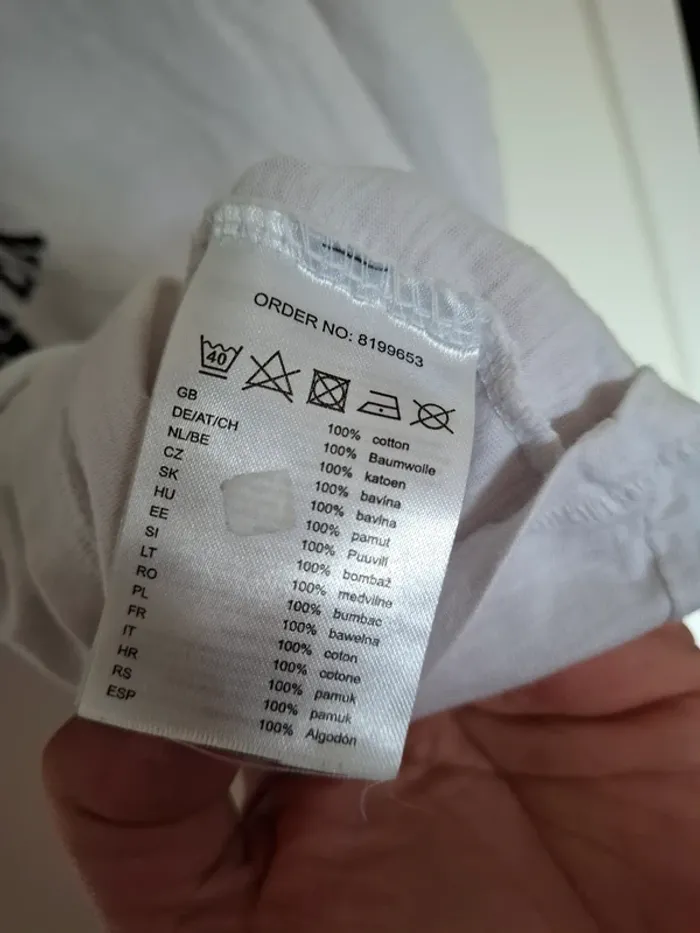 ORDER NO: 8199653
40
GB 100% cotton
DE/AT/CH 100% Baumwolle
NL/BE 100% katoen
CZ 100% bavlna
SK 100% bavlna
HU 100% pamut
EE 100% Puuvill
SI 100% bombaž
LT 100% medvilne
RO 100% bumbac
PL 100% bawełna
FR 100% coton
IT 100% cotone
HR 100% pamuk
RS 100% pamuk
ESP 100% Algodón